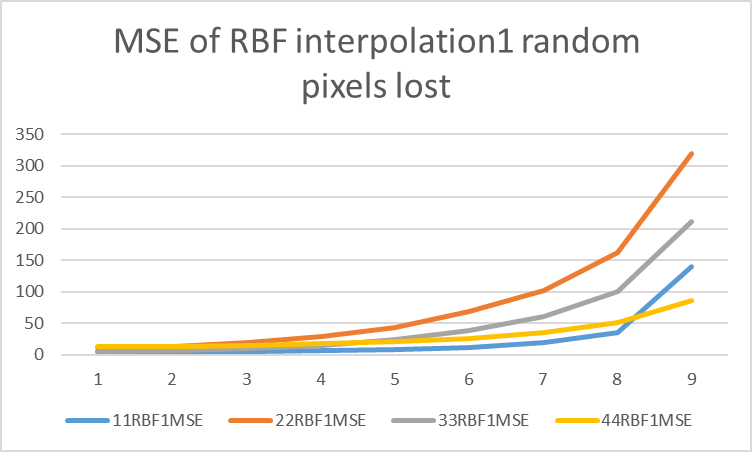 MSE of RBF interpolation1 random
pixels lost
350
300
250
200
150
100
50
0
1 2 3 4 5 6 7 8 9
11RBF1MSE 22RBF1MSE 33RBF1MSE 44RBF1MSE